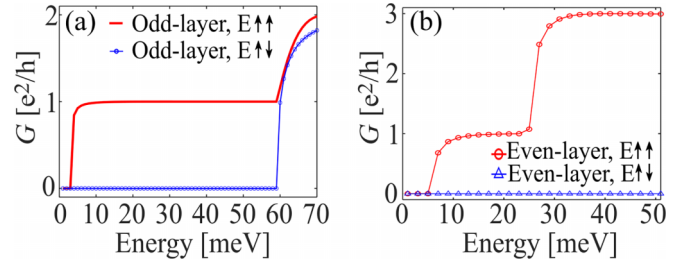 (a)
Odd-layer, E↑↑
Odd-layer, E↑↓
G [e²/h]
2
1
0
0 10 20 30 40 50 60 70
Energy [meV]
(b)
G [e²/h]
3
2
1
0
Even-layer, E↑↑
Even-layer, E↑↓
0 10 20 30 40 50
Energy [meV]